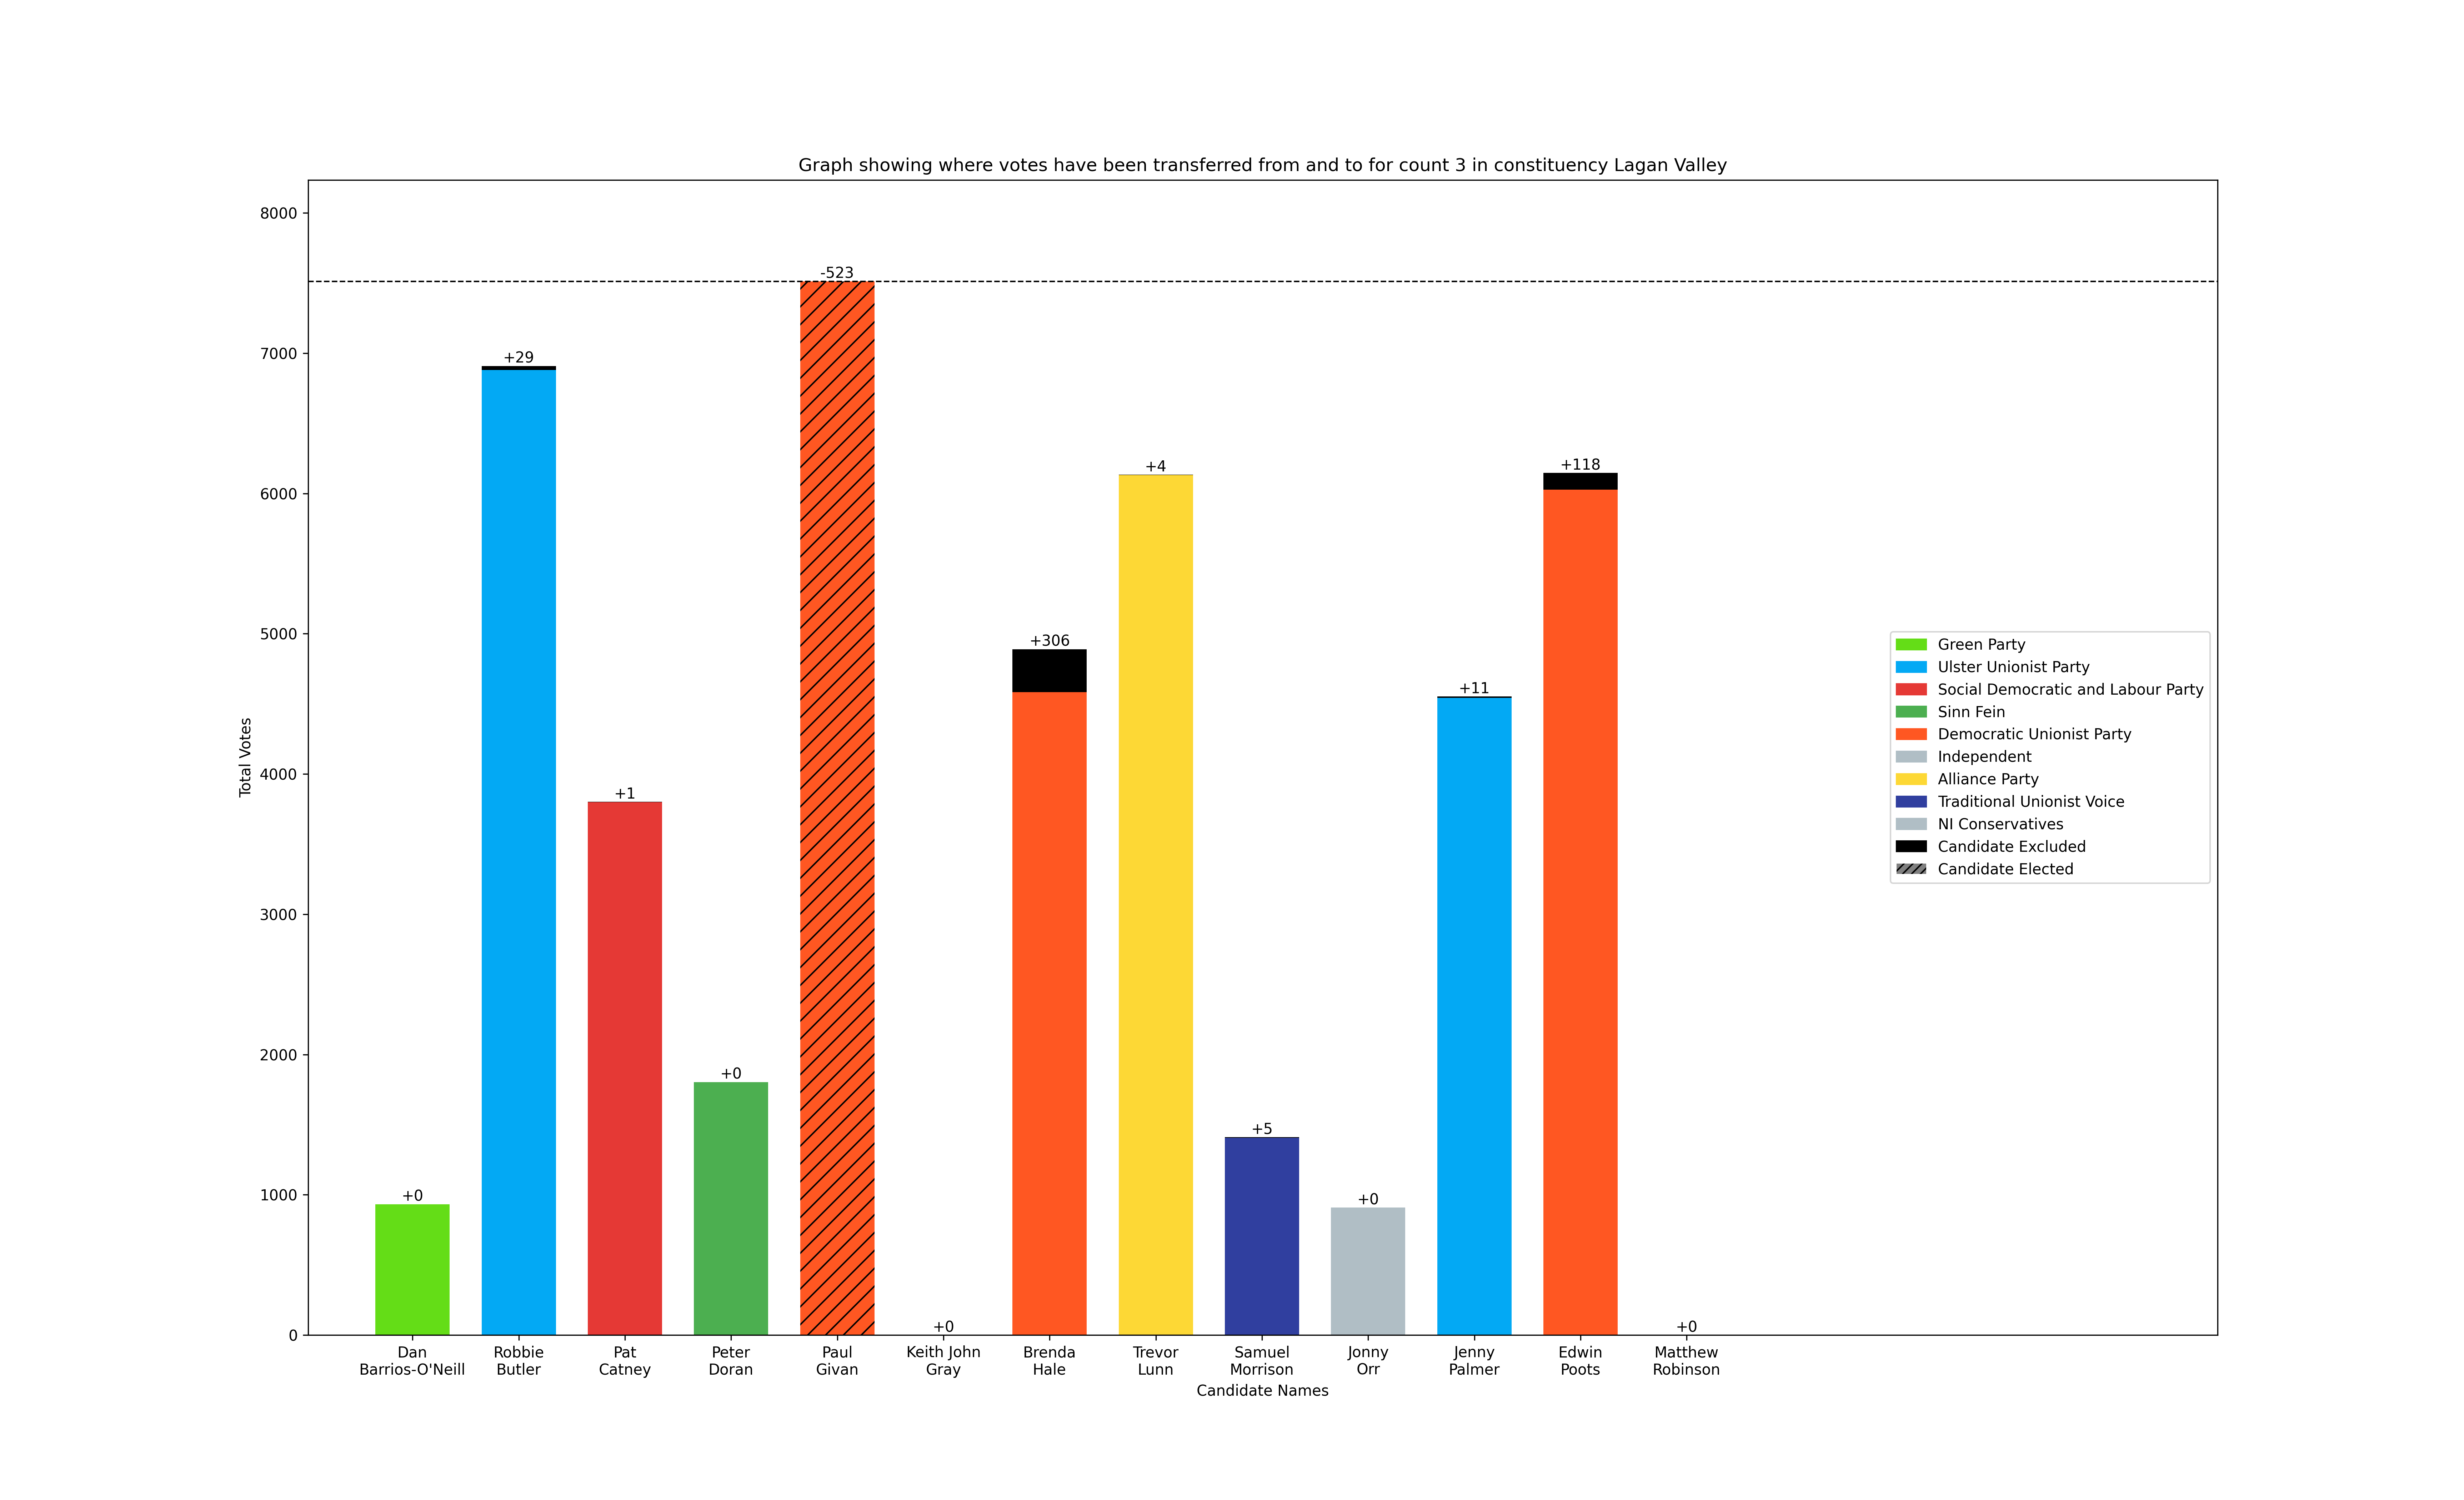 Graph showing where votes have been transferred from and to for count 3 in constituency Lagan Valley
Total Votes
8000
7000
6000
5000
4000
3000
2000
1000
0
+0
+29
+1
+0
-523
+0
+306
+4
+5
+0
+11
+118
+0
Dan
Barrios-O'Neill
Robbie
Butler
Pat
Catney
Peter
Doran
Paul
Givan
Keith John
Gray
Brenda
Hale
Trevor
Lunn
Samuel
Morrison
Jonny
Orr
Jenny
Palmer
Edwin
Poots
Matthew
Robinson
Candidate Names
Green Party
Ulster Unionist Party
Social Democratic and Labour Party
Sinn Fein
Democratic Unionist Party
Independent
Alliance Party
Traditional Unionist Voice
NI Conservatives
Candidate Excluded
Candidate Elected